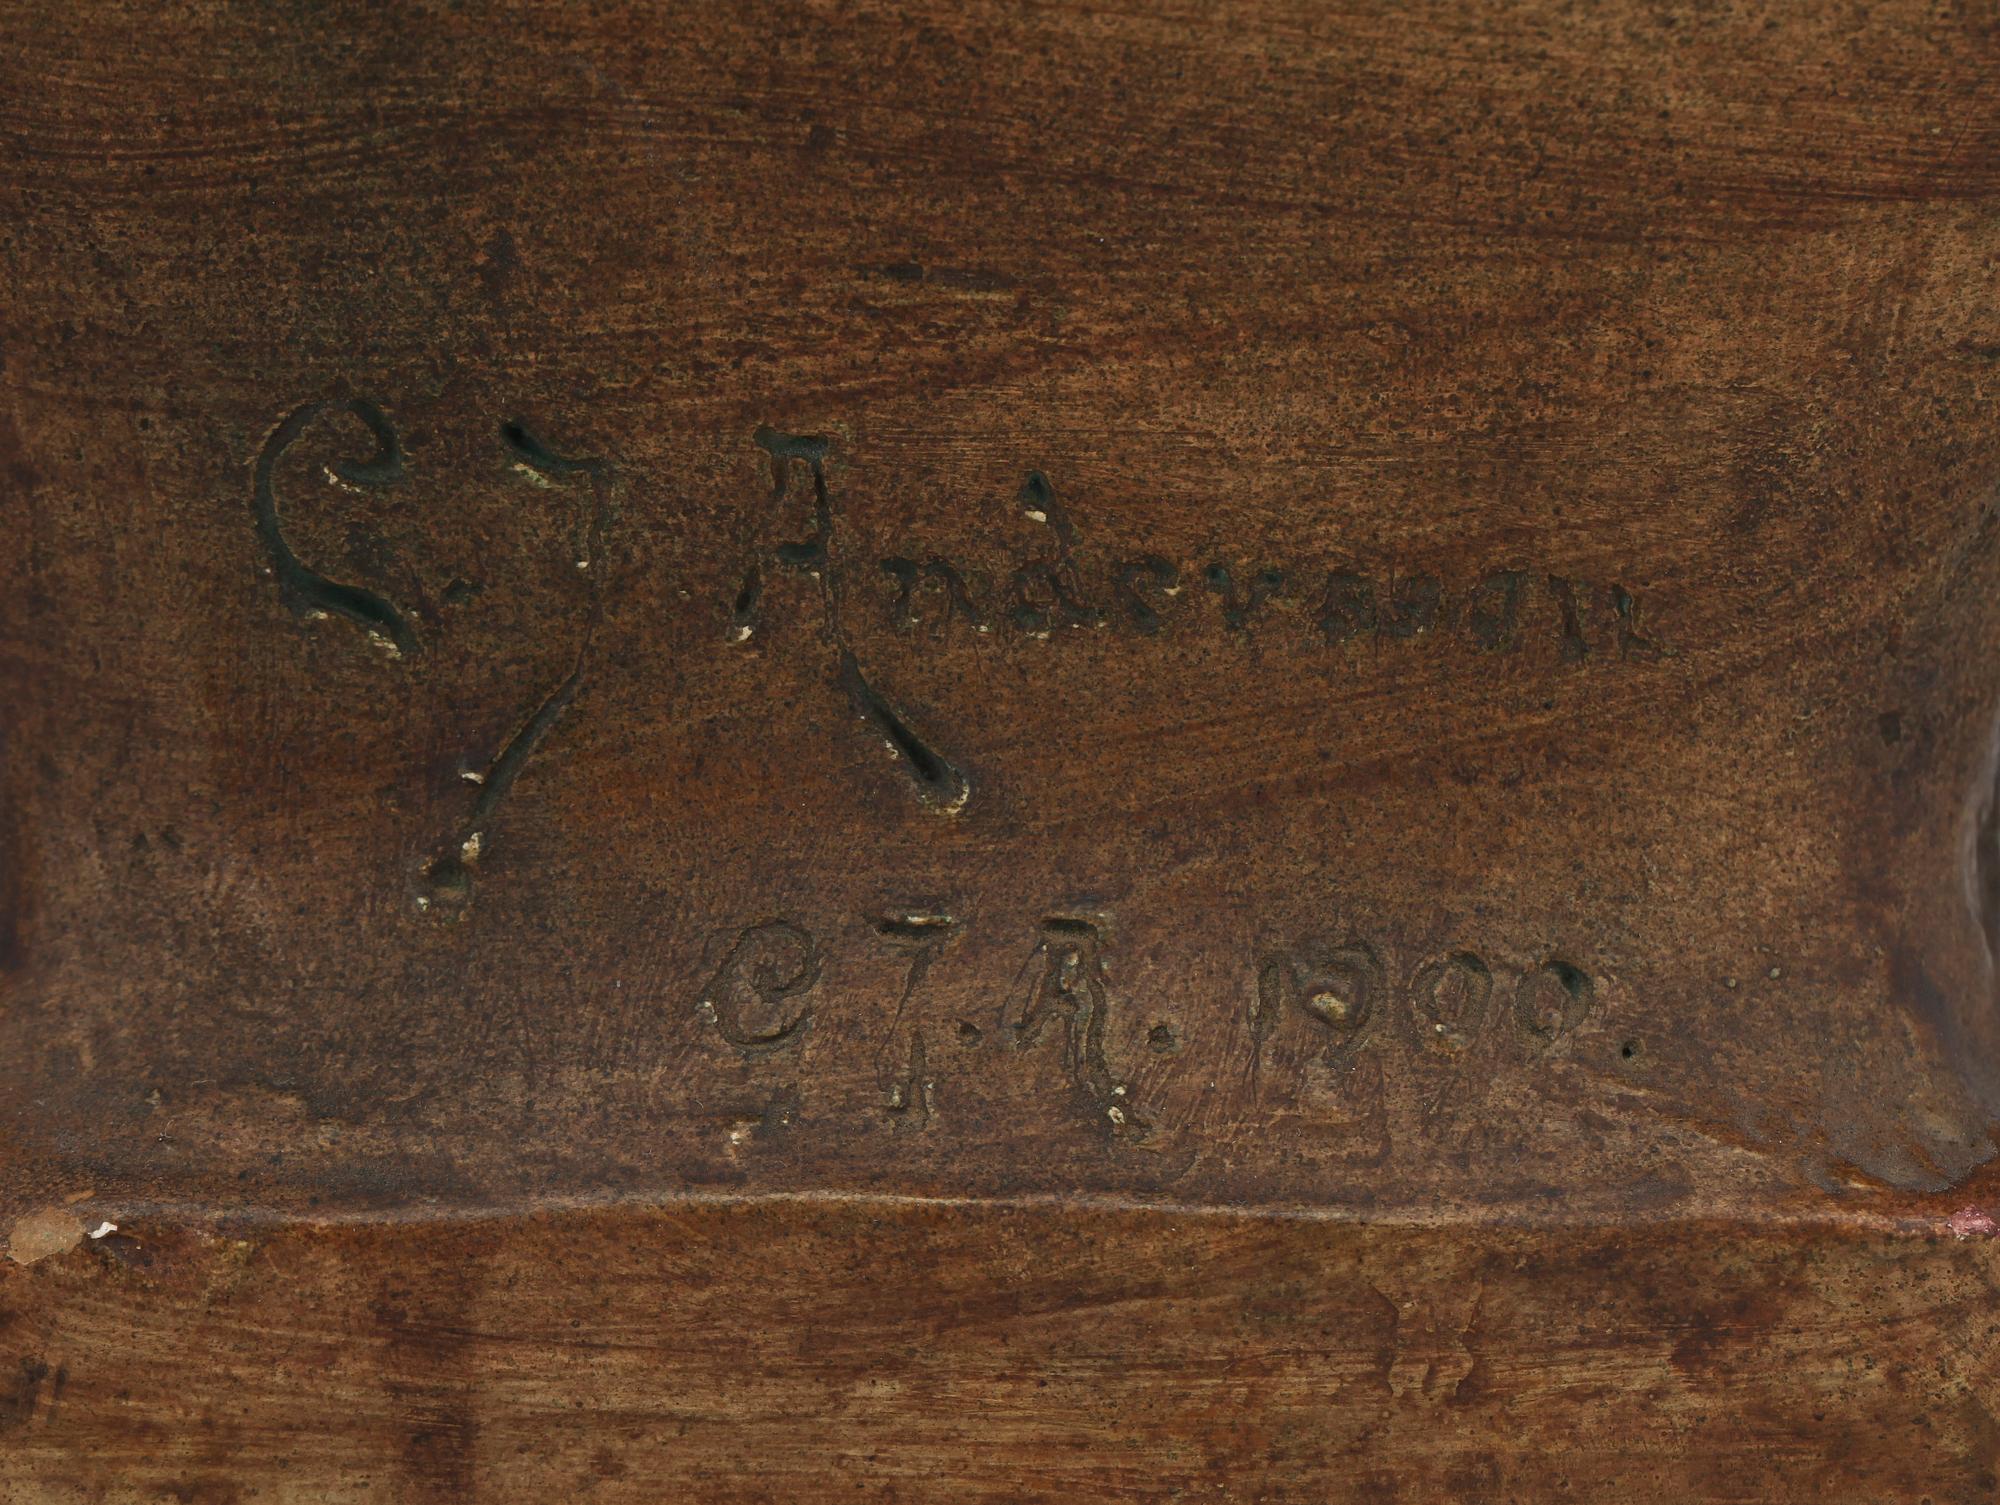 C. J Andersson
C J. A. 1900.